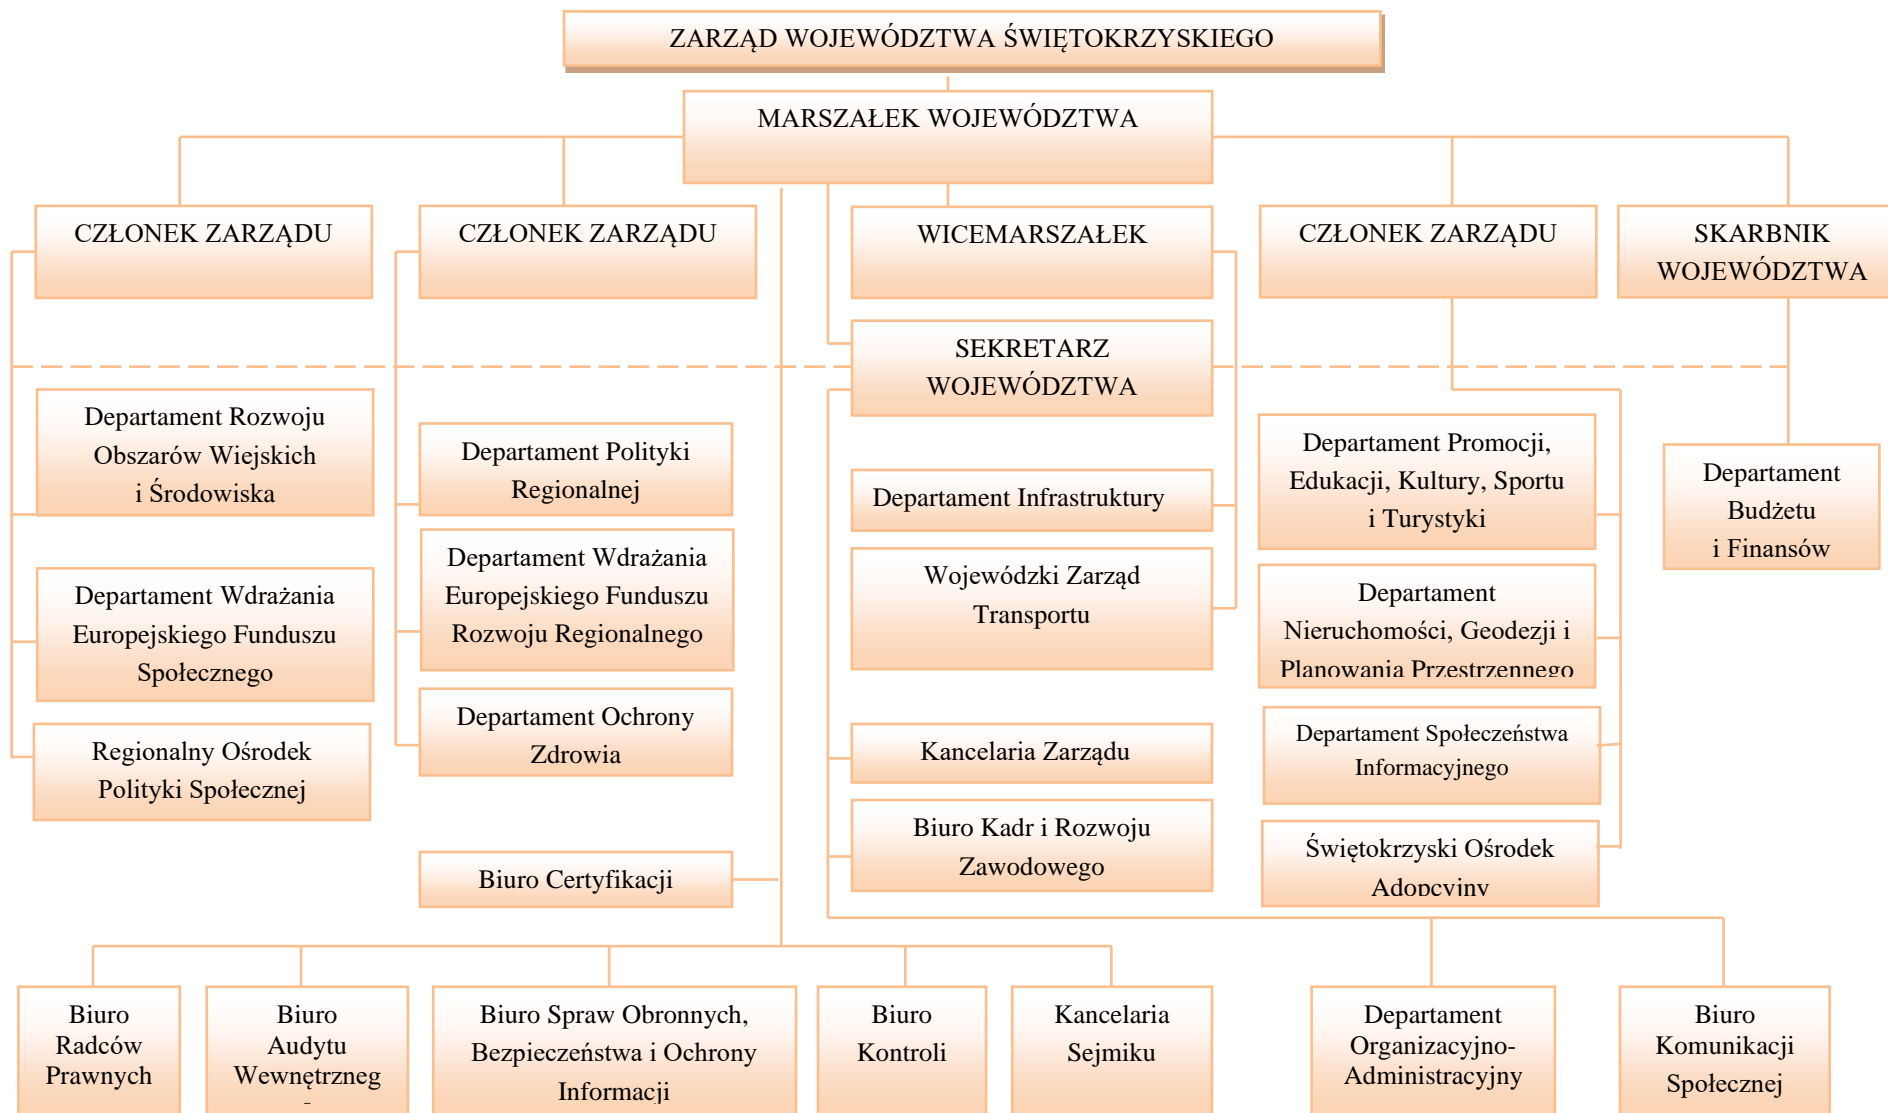 ZARZĄD WOJEWÓDZTWA ŚWIĘTOKRZYSKIEGO
MARSZAŁEK WOJEWÓDZTWA
CZŁONEK ZARZĄDU
CZŁONEK ZARZĄDU
WICEMARSZAŁEK
CZŁONEK ZARZĄDU
SKARBNIK
WOJEWÓDZTWA
SEKRETARZ
WOJEWÓDZTWA
Departament Rozwoju
Obszarów Wiejskich
i Środowiska
Departament Polityki
Regionalnej
Departament Infrastruktury
Departament Promocji,
Edukacji, Kultury, Sportu
i Turystyki
Departament
Budżetu
i Finansów
Departament Wdrażania
Europejskiego Funduszu
Społecznego
Departament Wdrażania
Europejskiego Funduszu
Rozwoju Regionalnego
Wojewódzki Zarząd
Transportu
Departament
Nieruchomości, Geodezji i
Planowania Przestrzennego
Regionalny Ośrodek
Polityki Społecznej
Departament Ochrony
Zdrowia
Kancelaria Zarządu
Departament Społeczeństwa
Informacyjnego
Biuro Kadr i Rozwoju
Zawodowego
Świętokrzyski Ośrodek
Adopcyjny
Biuro Certyfikacji
Biuro
Radców
Prawnych
Biuro
Audytu
Wewnętrzneg
Biuro Spraw Obronnych,
Bezpieczeństwa i Ochrony
Informacji
Biuro
Kontroli
Kancelaria
Sejmiku
Departament
Organizacyjno-
Administracyjny
Biuro
Komunikacji
Społecznej